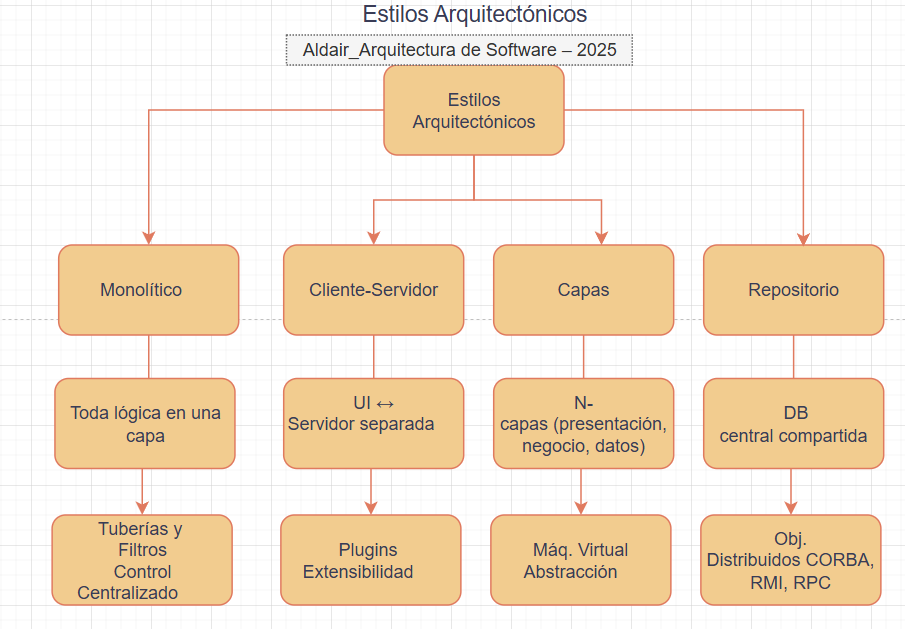 Estilos Arquitectónicos
Aldair_Arquitectura de Software – 2025
Estilos
Arquitectónicos
Monolítico
Cliente-Servidor
Capas
Repositorio
Toda lógica en una
capa
UI ↔
Servidor separada
N-
capas (presentación,
negocio, datos)
DB
central compartida
Tuberías y
Filtros
Control
Centralizado
Plugins
Extensibilidad
Máq. Virtual
Abstracción
Obj.
Distribuidos CORBA,
RMI, RPC